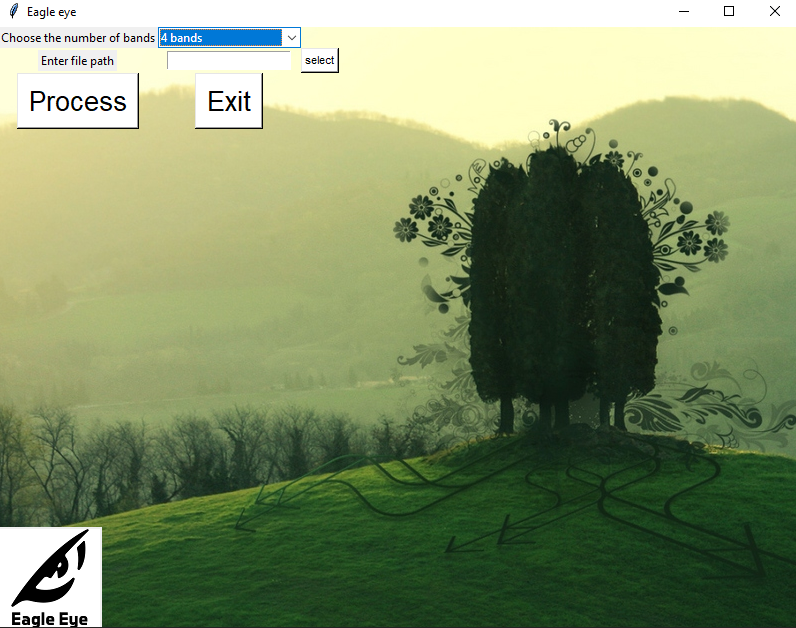 Eagle eye
Choose the number of bands 4 bands
Enter file path select
Process Exit
Eagle Eye